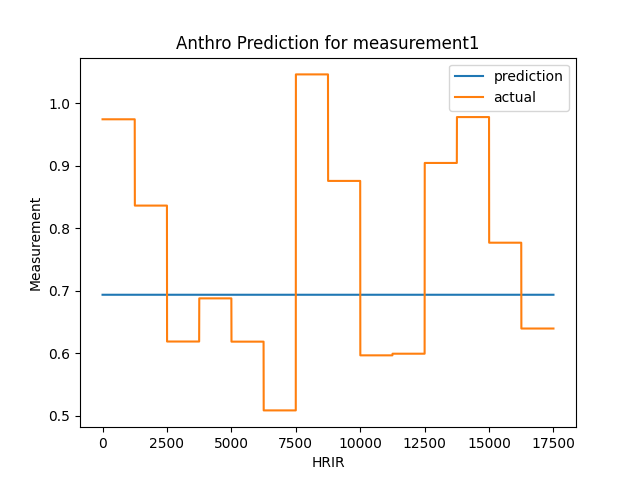 Anthro Prediction for measurement1
prediction
actual
1.0
0.9
0.8
0.7
0.6
0.5
Measurement
0 2500 5000 7500 10000 12500 15000 17500
HRIR